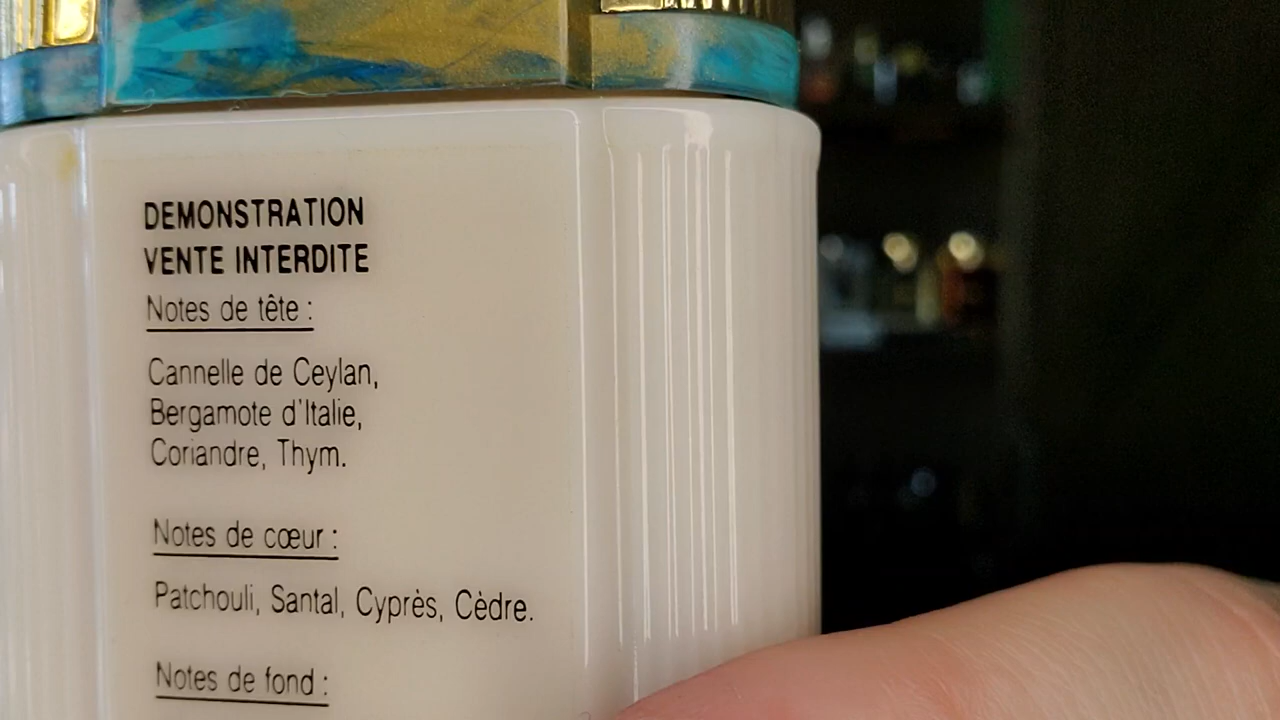 DEMONSTRATION
VENTE INTERDITE
Notes de tête :
Cannelle de Ceylan,
Bergamote d'Italie,
Coriandre, Thym.
Notes de cœur :
Patchouli, Santal, Cyprès, Cèdre.
Notes de fond :